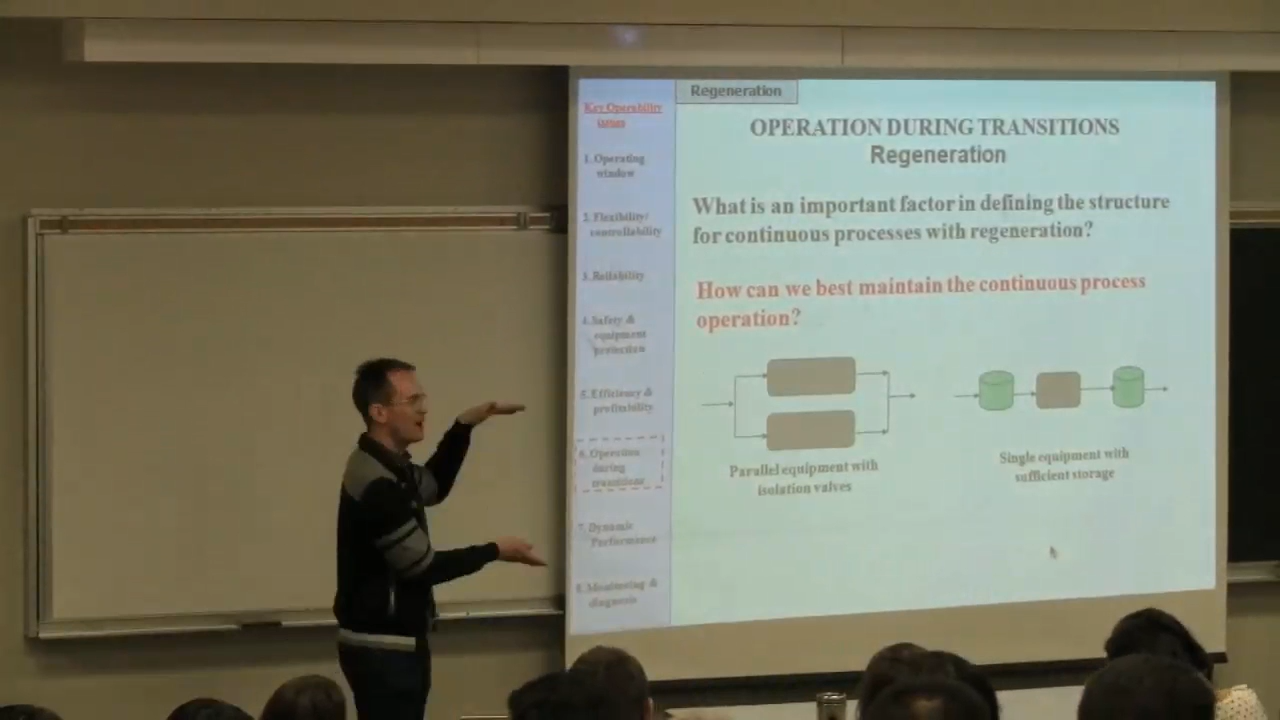 Regeneration
Key Operability
issues
1. Operating
window
2. Flexibility/
controllability
3. Reliability
4. Safety &
equipment
protection
5. Efficiency &
profitability
6. Operation
during
transitions
7. Dynamic
Performance
8. Monitoring &
diagnosis
OPERATION DURING TRANSITIONS
Regeneration
What is an important factor in defining the structure
for continuous processes with regeneration?
How can we best maintain the continuous process
operation?
Parallel equipment with
isolation valves
Single equipment with
sufficient storage